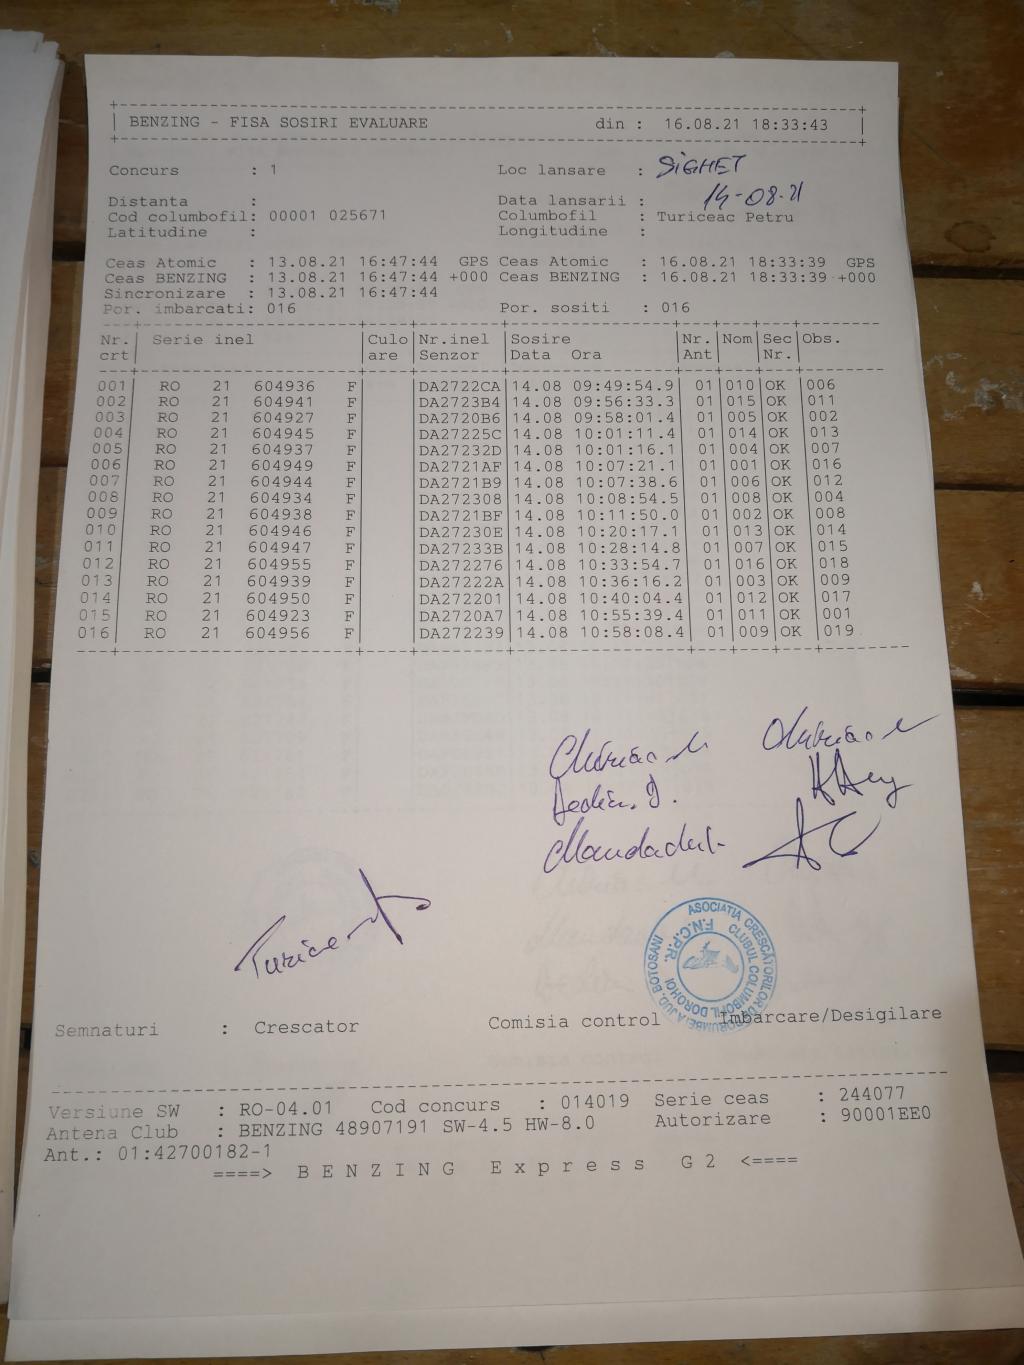 BENZING - FISA SOSIRI EVALUARE din : 16.08.21 18:33:43
Concurs : 1 Loc lansare : SIGHET
Distanta : Data lansarii : 14-08-21
Cod columbofil: 00001 025671 Columbofil : Turiceac Petru
Latitudine : Longitudine :
Ceas Atomic : 13.08.21 16:47:44 GPS Ceas Atomic : 16.08.21 18:33:39 GPS
Ceas BENZING : 13.08.21 16:47:44 +000 Ceas BENZING : 16.08.21 18:33:39 +000
Sincronizare : 13.08.21 16:47:44
Por. imbarcati: 016 Por. sositi : 016
Nr. Serie inel Culo Nr.inel Sosire Nr. Nom Sec Obs.
crt are Senzor Data Ora Ant Nr.
001 RO 21 604936 F DA2722CA 14.08 09:49:54.9 01 010 OK 006
002 RO 21 604941 F DA2723B4 14.08 09:56:33.3 01 015 OK 011
003 RO 21 604927 F DA2720B6 14.08 09:58:01.4 01 005 OK 002
004 RO 21 604945 F DA27225C 14.08 10:01:11.4 01 014 OK 013
005 RO 21 604937 F DA27232D 14.08 10:01:16.1 01 004 OK 007
006 RO 21 604949 F DA2721AF 14.08 10:07:21.1 01 001 OK 016
007 RO 21 604944 F DA2721B9 14.08 10:07:38.6 01 006 OK 012
008 RO 21 604934 F DA272308 14.08 10:08:54.5 01 008 OK 004
009 RO 21 604938 F DA2721BF 14.08 10:11:50.0 01 002 OK 008
010 RO 21 604946 F DA27230E 14.08 10:20:17.1 01 013 OK 014
011 RO 21 604947 F DA27233B 14.08 10:28:14.8 01 007 OK 015
012 RO 21 604955 F DA272276 14.08 10:33:54.7 01 016 OK 018
013 RO 21 604939 F DA27222A 14.08 10:36:16.2 01 003 OK 009
014 RO 21 604950 F DA272201 14.08 10:40:04.4 01 012 OK 017
015 RO 21 604923 F DA2720A7 14.08 10:55:39.4 01 011 OK 001
016 RO 21 604956 F DA272239 14.08 10:58:08.4 01 009 OK 019
ASOCIATIA CRESCĂTORILOR DE PORUMBEI A JUD. BOTOSANI
F.N.C.P.R. CLUBUL COLUMBOFIL DOROHOI
Semnaturi : Crescator Comisia control Imbarcare/Desigilare
Versiune SW : RO-04.01 Cod concurs : 014019 Serie ceas : 244077
Antena Club : BENZING 48907191 SW-4.5 HW-8.0 Autorizare : 90001EE0
Ant.: 01:42700182-1
====> BENZING Express G2 <====